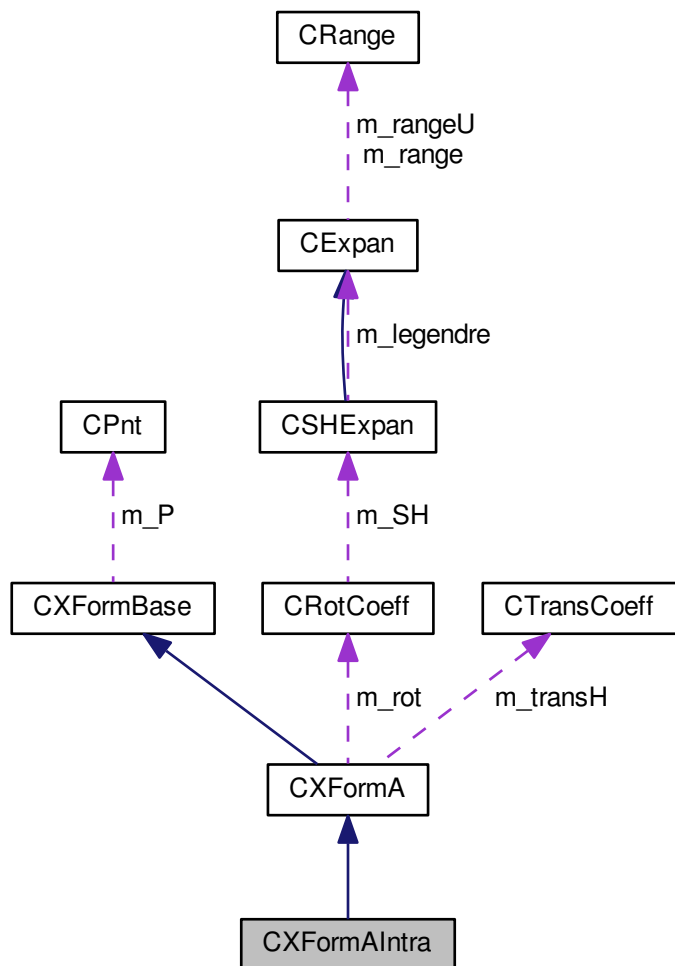 CRange
m_rangeU
m_range
CExpan
m_legendre
CPnt
CSHExpan
m_P
m_SH
CXFormBase
CRotCoeff
CTransCoeff
m_rot
m_transH
CXFormA
CXFormAIntra